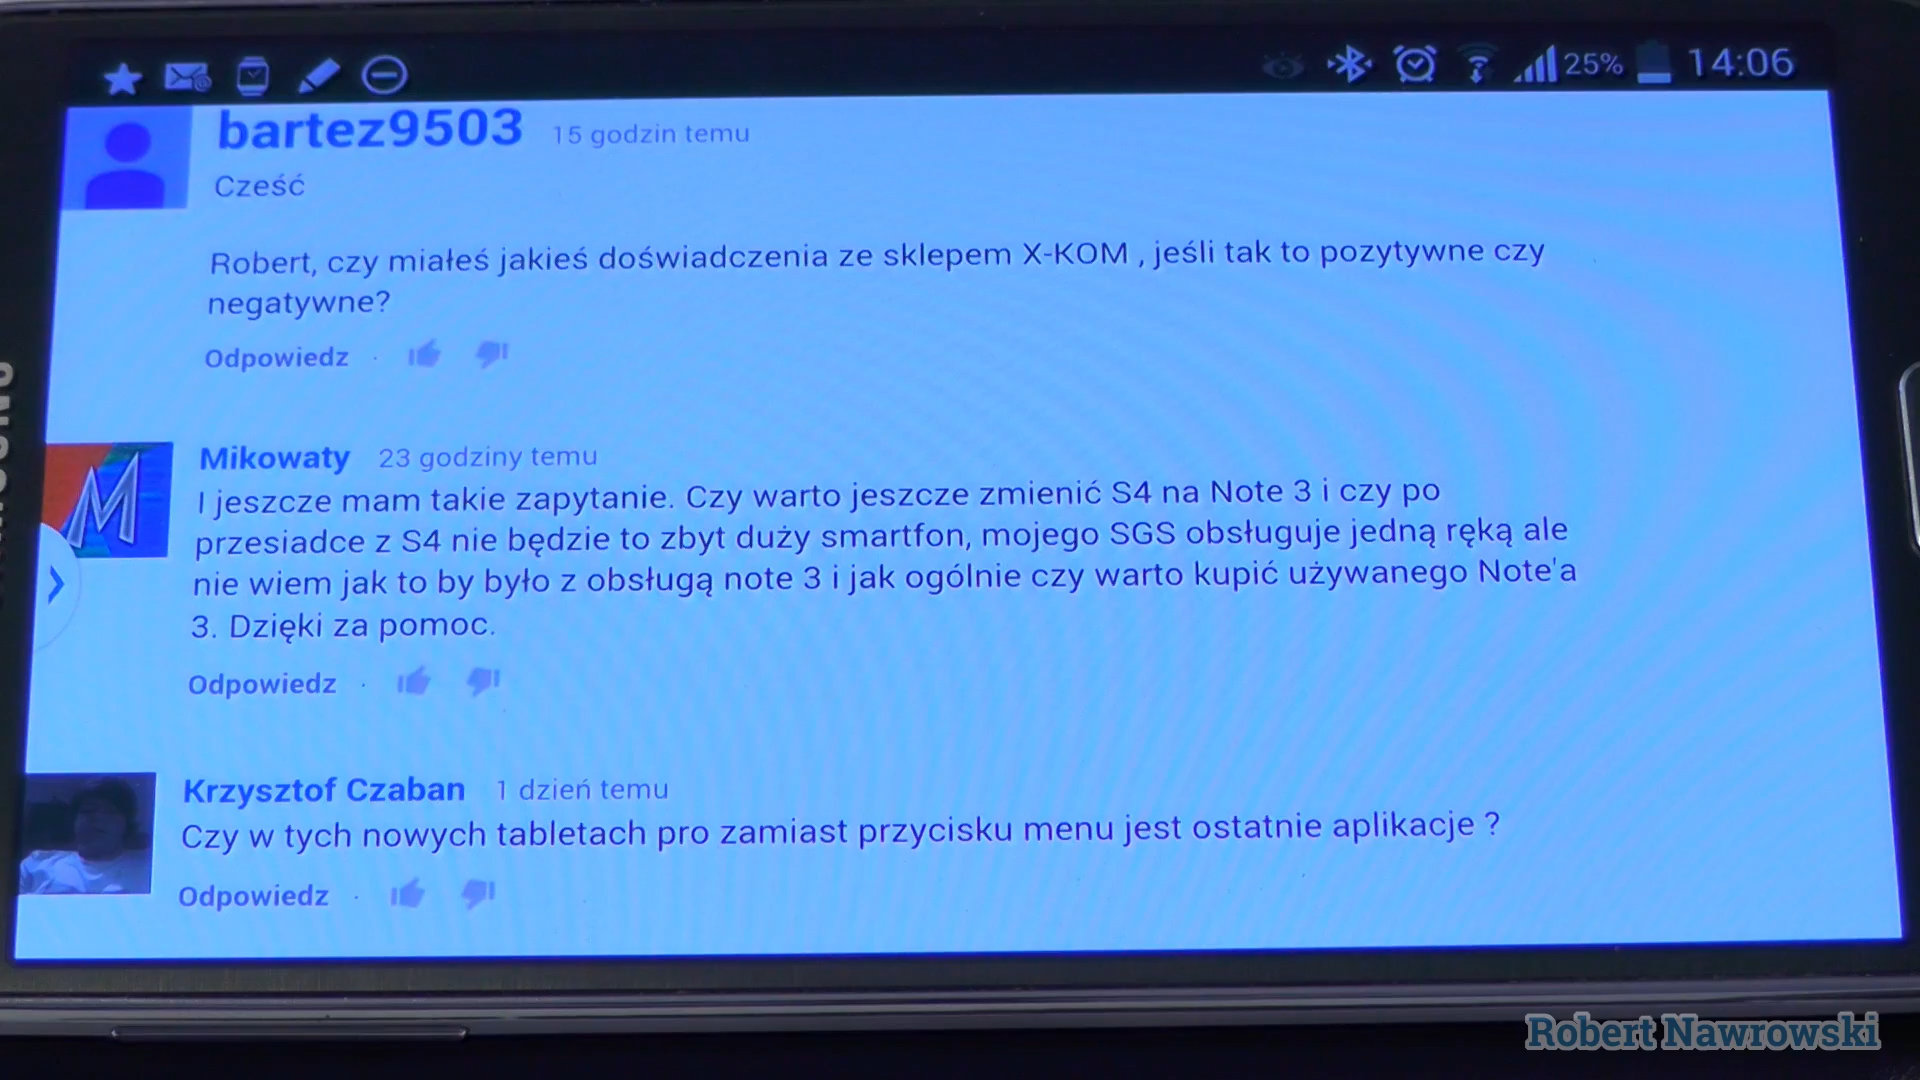 25% 14:06
bartez9503 15 godzin temu
Cześć
Robert, czy miałeś jakieś doświadczenia ze sklepem X-KOM , jeśli tak to pozytywne czy
negatywne?
Odpowiedz ·
Mikowaty 23 godziny temu
I jeszcze mam takie zapytanie. Czy warto jeszcze zmienić S4 na Note 3 i czy po
przesiadce z S4 nie będzie to zbyt duży smartfon, mojego SGS obsługuje jedną ręką ale
nie wiem jak to by było z obsługą note 3 i jak ogólnie czy warto kupić używanego Note'a
3. Dzięki za pomoc.
Odpowiedz ·
M
Krzysztof Czaban 1 dzień temu
Czy w tych nowych tabletach pro zamiast przycisku menu jest ostatnie aplikacje ?
Odpowiedz ·
Robert Nawrowski